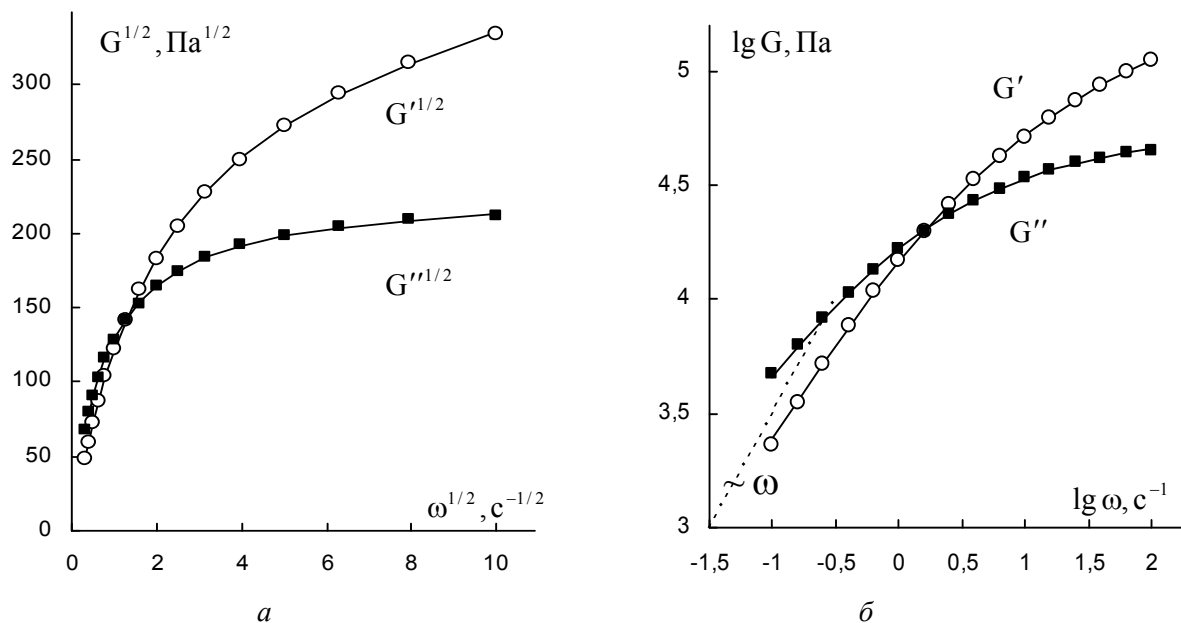 G^{1/2}, Па^{1/2}
300
250
200
150
100
50
0
G′^{1/2}
G″^{1/2}
ω^{1/2}, c^{−1/2}
0 2 4 6 8 10
а
lg G, Па
5
4,5
4
3,5
3
G′
G″
~ ω
lg ω, c^{−1}
-1,5 -1 -0,5 0 0,5 1 1,5 2
б